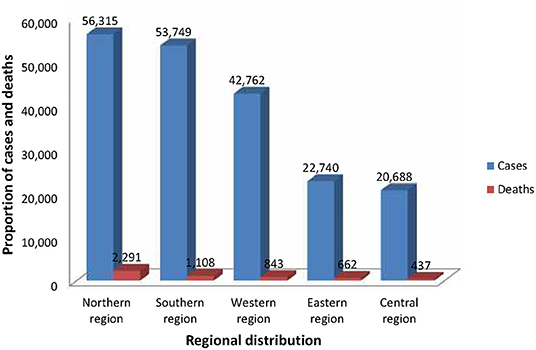 56,315
53,749
42,762
22,740
20,688
2,291
1,108
843
662
437
60,000
50,000
40,000
30,000
20,000
10,000
0
Proportion of cases and deaths
Northern region
Southern region
Western region
Eastern region
Central region
Regional distribution
Cases
Deaths